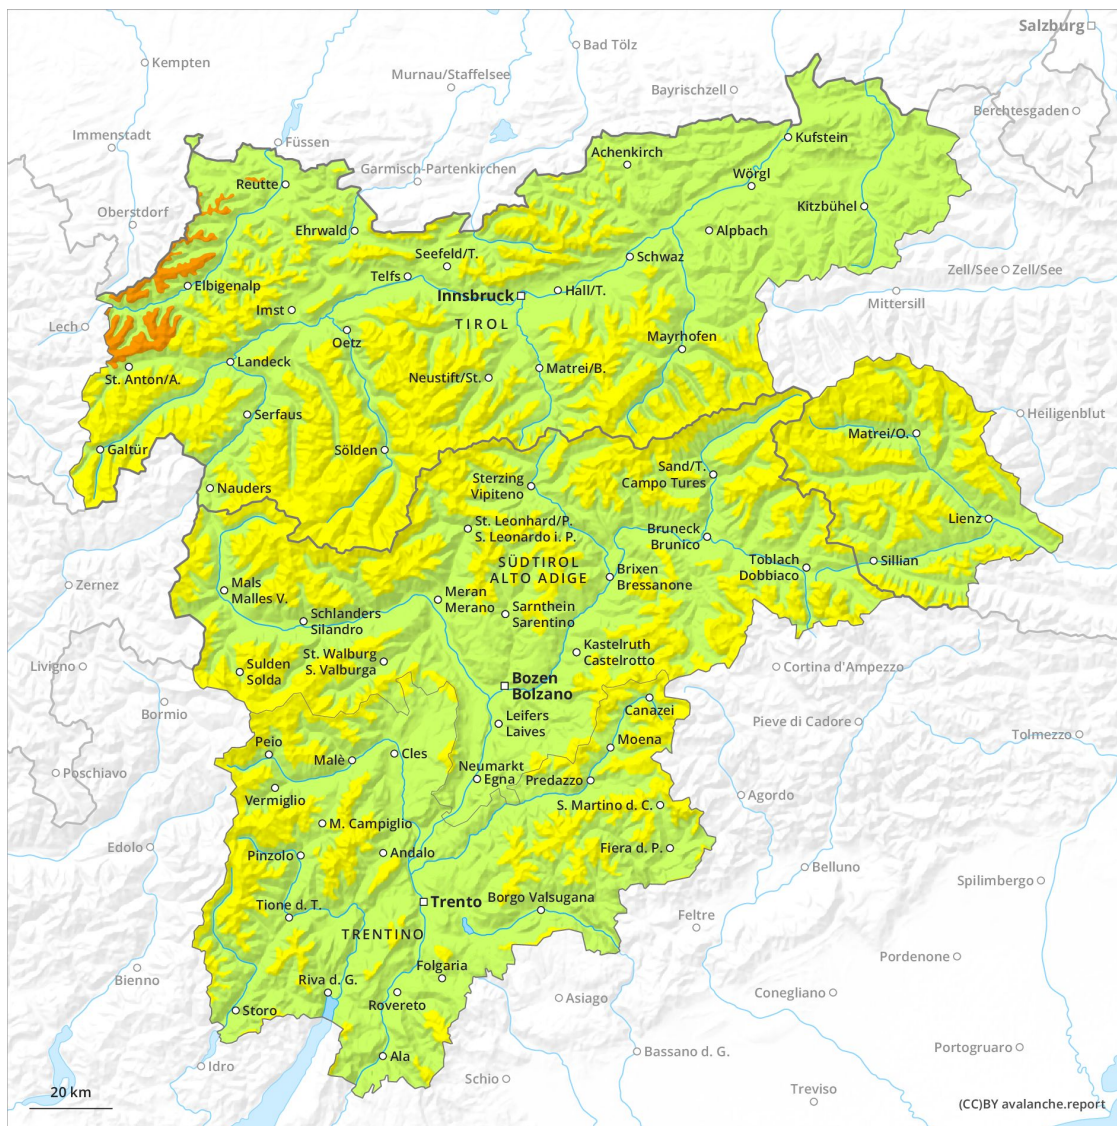 Salzburg
Bad Tölz
Kempten
Murnau/Staffelsee
Bayrischzell
Berchtesgaden
Immenstadt
Füssen
Kufstein
Achenkirch
Garmisch-Partenkirchen
Wörgl
Reutte
Oberstdorf
Kitzbühel
Ehrwald
Alpbach
Seefeld/T.
Schwaz
Zell/See
Zell/See
Telfs
Elbigenalp
Hall/T.
Innsbruck
Mittersill
Imst
TIROL
Lech
Oetz
Mayrhofen
Landeck
Matrei/B.
St. Anton/A.
Neustift/St.
Serfaus
Heiligenblut
Matrei/O.
Galtür
Sölden
Sand/T.
Campo Tures
Sterzing
Vipiteno
Nauders
Lienz
St. Leonhard/P.
S. Leonardo i. P.
Bruneck
Brunico
SÜDTIROL
ALTO ADIGE
Toblach
Dobbiaco
Sillian
Brixen
Bressanone
Zernez
Mals
Malles V.
Meran
Merano
Sarnthein
Sarentino
Schlanders
Silandro
Kastelruth
Castelrotto
St. Walburg
S. Valburga
Livigno
Sulden
Solda
Cortina d'Ampezzo
Bozen
Bolzano
Canazei
Bormio
Leifers
Laives
Pieve di Cadore
Tolmezzo
Peio
Moena
Cles
Malè
Poschiavo
Neumarkt
Egna
Predazzo
Vermiglio
Agordo
S. Martino d. C.
M. Campiglio
Edolo
Pinzolo
Andalo
Fiera d. P.
Belluno
Spilimbergo
Borgo Valsugana
Trento
Tione d. T.
Feltre
TRENTINO
Pordenone
Folgaria
Bienno
Riva d. G.
Conegliano
Asiago
Rovereto
Storo
Portogruaro
Bassano d. G.
Ala
Idro
Schio
Treviso
20 km
(CC)BY avalanche.report